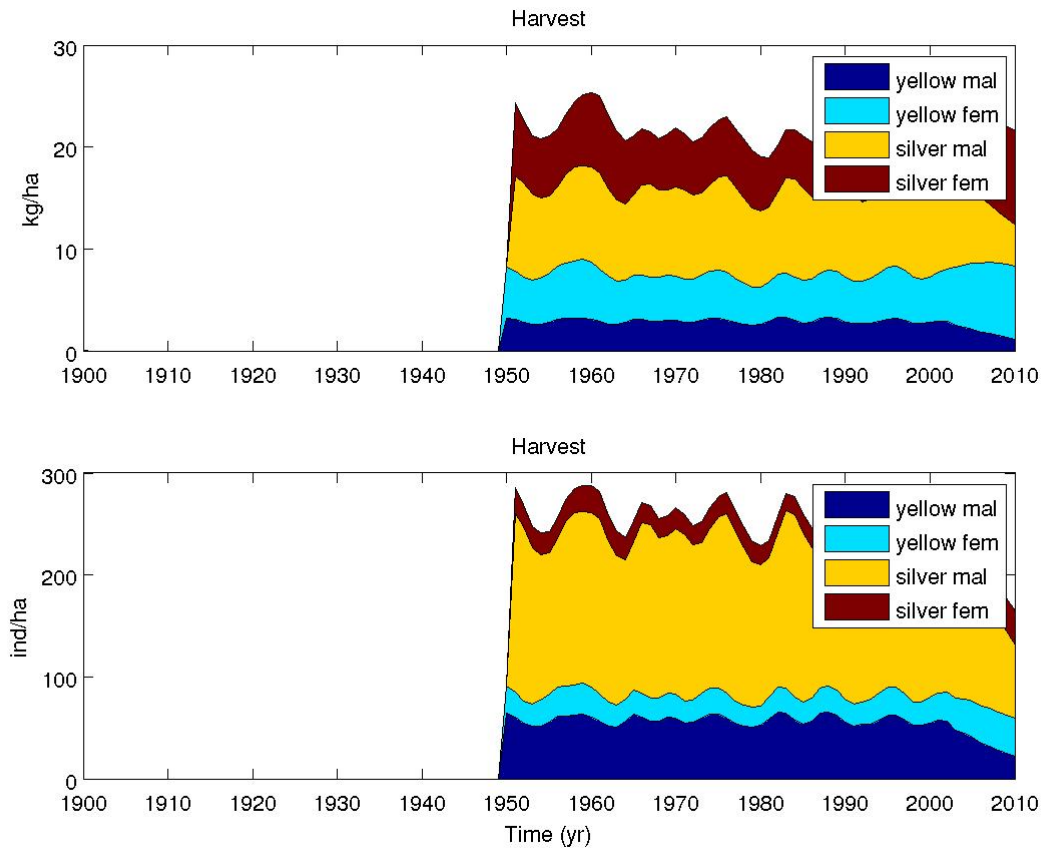 Harvest
30
20
10
0
kg/ha
yellow mal
yellow fem
silver mal
silver fem
1900 1910 1920 1930 1940 1950 1960 1970 1980 1990 2000 2010
Harvest
300
200
100
0
ind/ha
yellow mal
yellow fem
silver mal
silver fem
1900 1910 1920 1930 1940 1950 1960 1970 1980 1990 2000 2010
Time (yr)